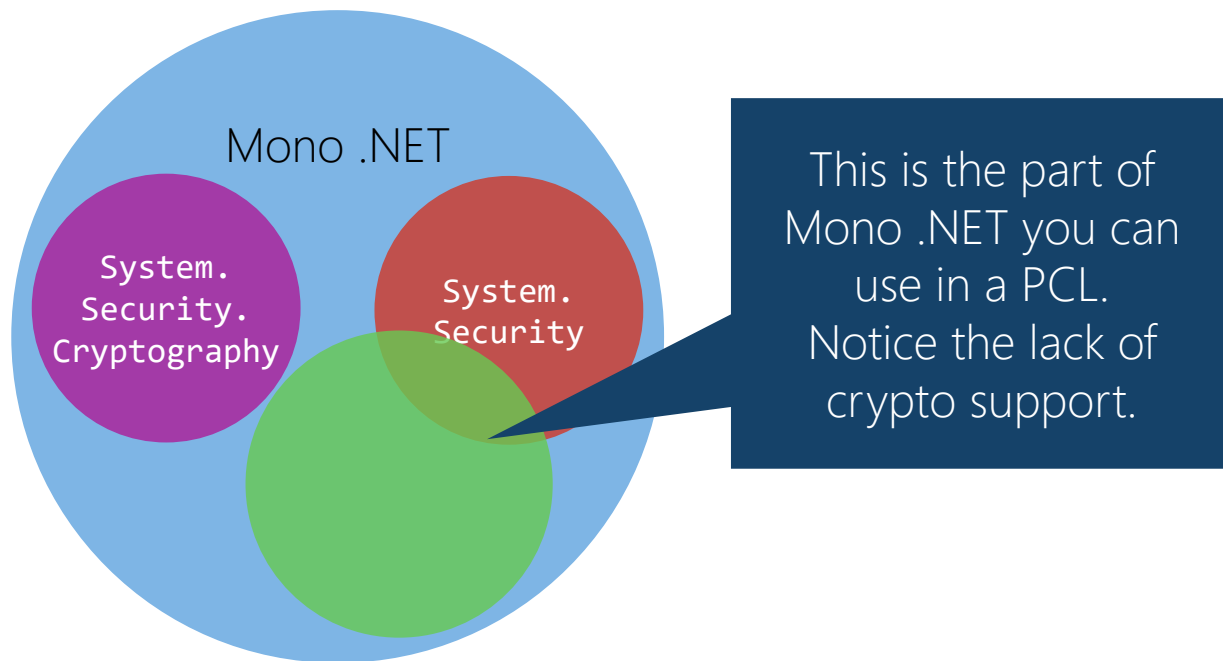 Mono .NET
System.
Security.
Cryptography
System.
Security
This is the part of
Mono .NET you can
use in a PCL.
Notice the lack of
crypto support.